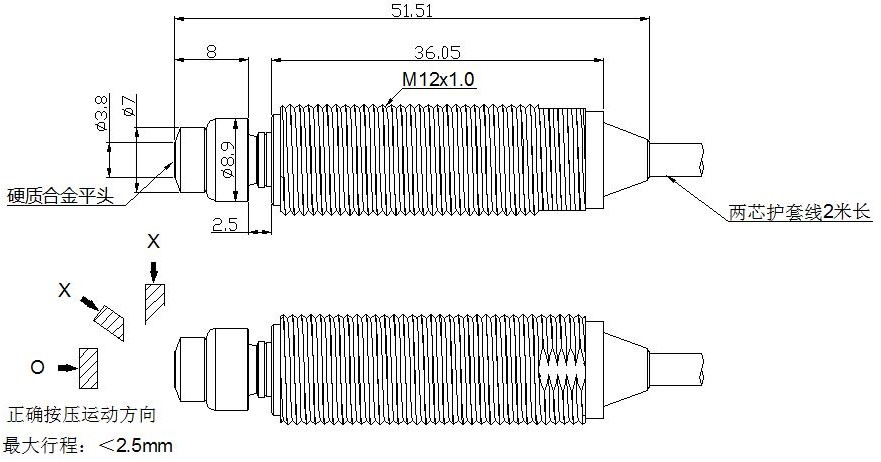 51.51
8
36.05
M12x1.0
ø3.8
ø7
ø8.9
硬质合金平头
2.5
两芯护套线2米长
X
X
O
正确按压运动方向
最大行程：＜2.5mm